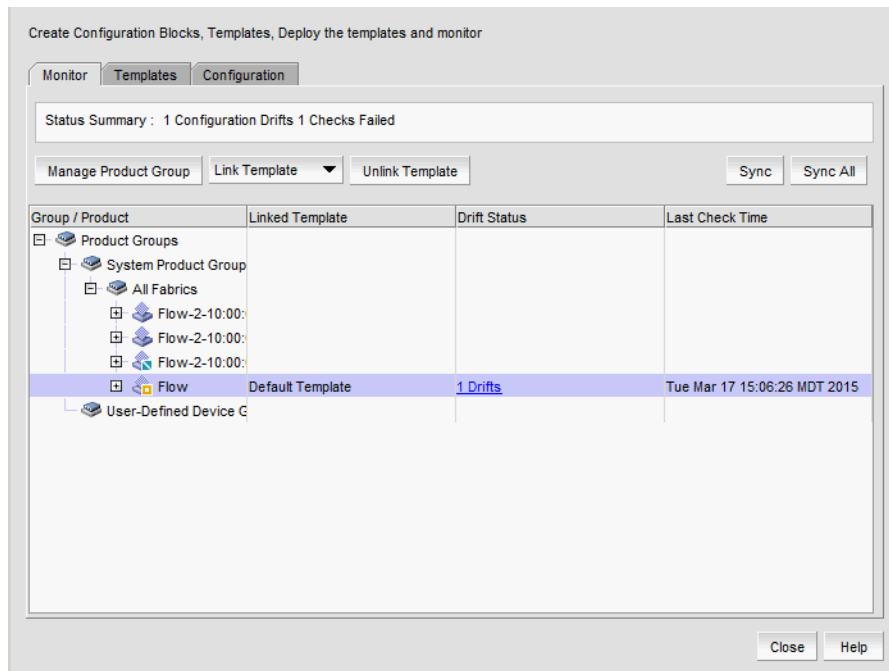 Create Configuration Blocks, Templates, Deploy the templates and monitor
Monitor Templates Configuration
Status Summary : 1 Configuration Drifts 1 Checks Failed
Manage Product Group Link Template Unlink Template Sync Sync All
Group / Product Linked Template Drift Status Last Check Time
Product Groups
System Product Group
All Fabrics
Flow-2-10:00:
Flow-2-10:00:
Flow-2-10:00:
Flow Default Template 1 Drifts Tue Mar 17 15:06:26 MDT 2015
User-Defined Device G
Close Help